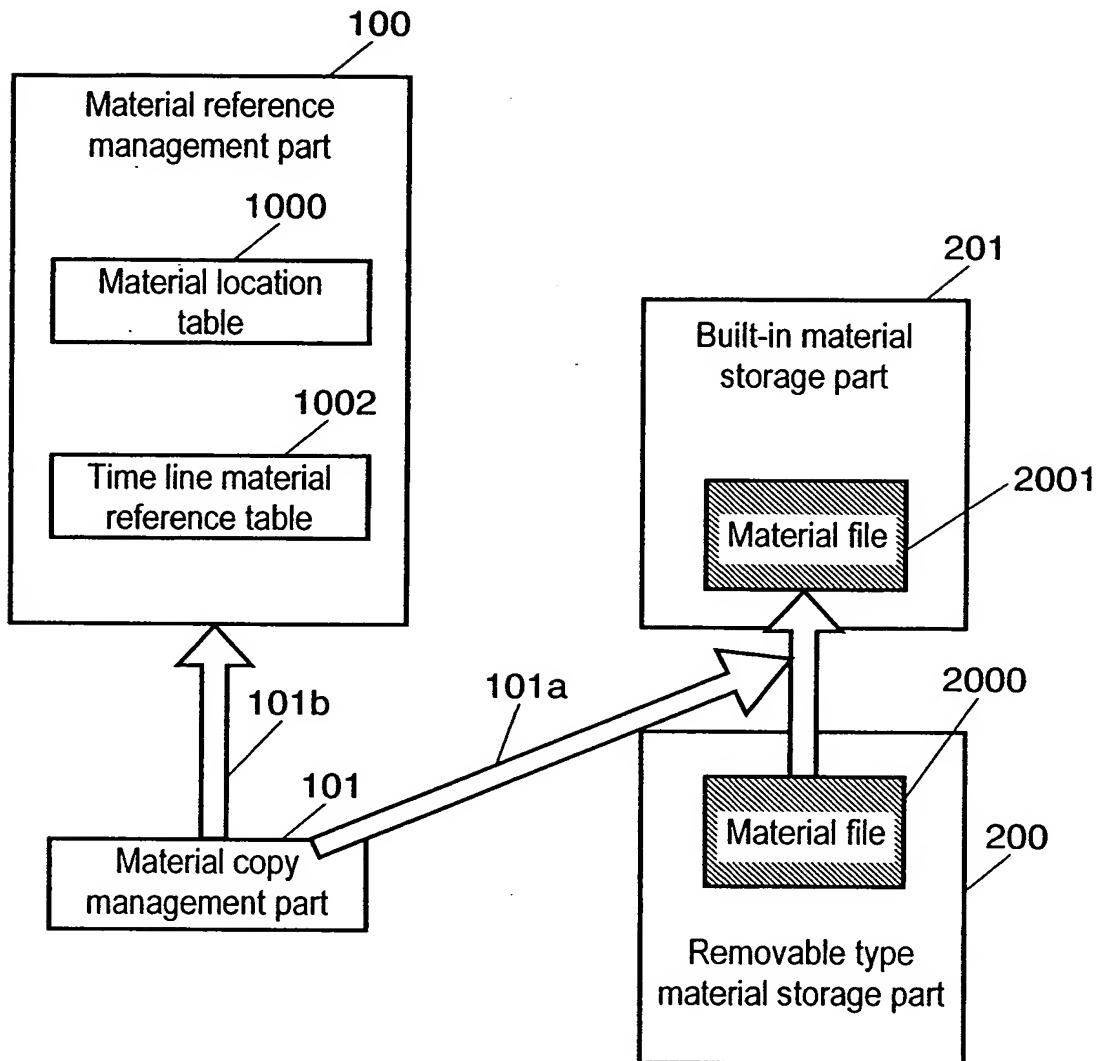 100
Material reference
management part
1000
Material location
table
1002
Time line material
reference table
201
Built-in material
storage part
2001
Material file
101b
101a
2000
101
Material copy
management part
Material file
200
Removable type
material storage part